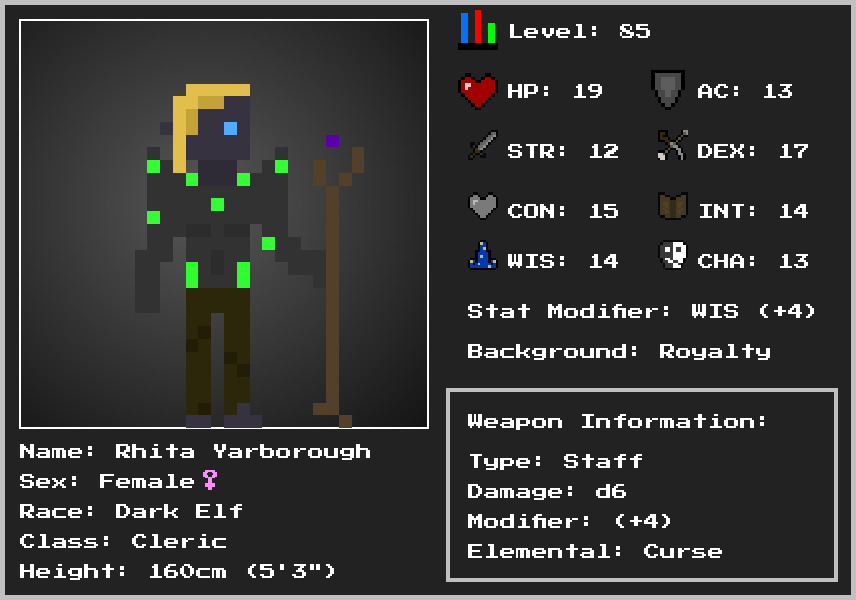 Level: 85
HP: 19
AC: 13
STR: 12
DEX: 17
CON: 15
INT: 14
WIS: 14
CHA: 13
Stat Modifier: WIS (+4)
Background: Royalty
Name: Rhita Yarborough
Sex: Female♀
Race: Dark Elf
Class: Cleric
Height: 160cm (5'3")
Weapon Information:
Type: Staff
Damage: d6
Modifier: (+4)
Elemental: Curse